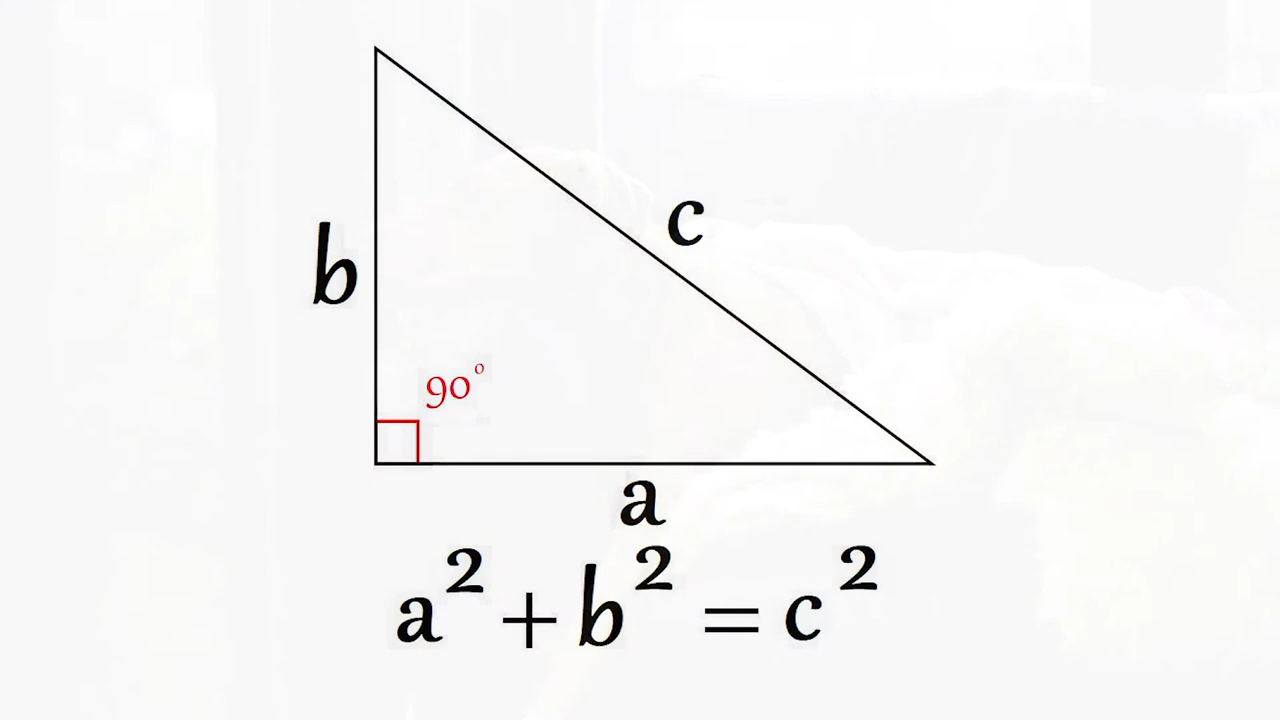 b
c
90°
a
a² + b² = c²